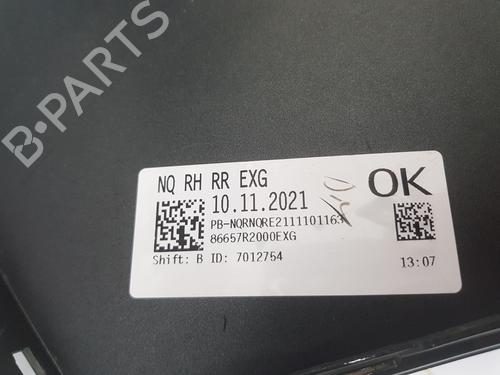 B-PARTS
NQ RH RR EXG
OK
10.11.2021
PB-NQRNQRE2111101163
86657R2000EXG
Shift: B ID: 7012754
13:07